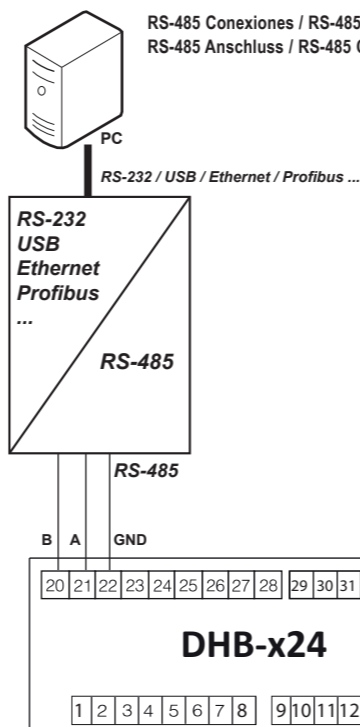 RS-485 Conexiones / RS-485
RS-485 Anschluss / RS-485
PC
RS-232 / USB / Ethernet / Profibus ...
RS-232
USB
Ethernet
Profibus
...
RS-485
RS-485
B A GND
20 21 22 23 24 25 26 27 28 29 30 31
DHB-x24
1 2 3 4 5 6 7 8 9 10 11 12